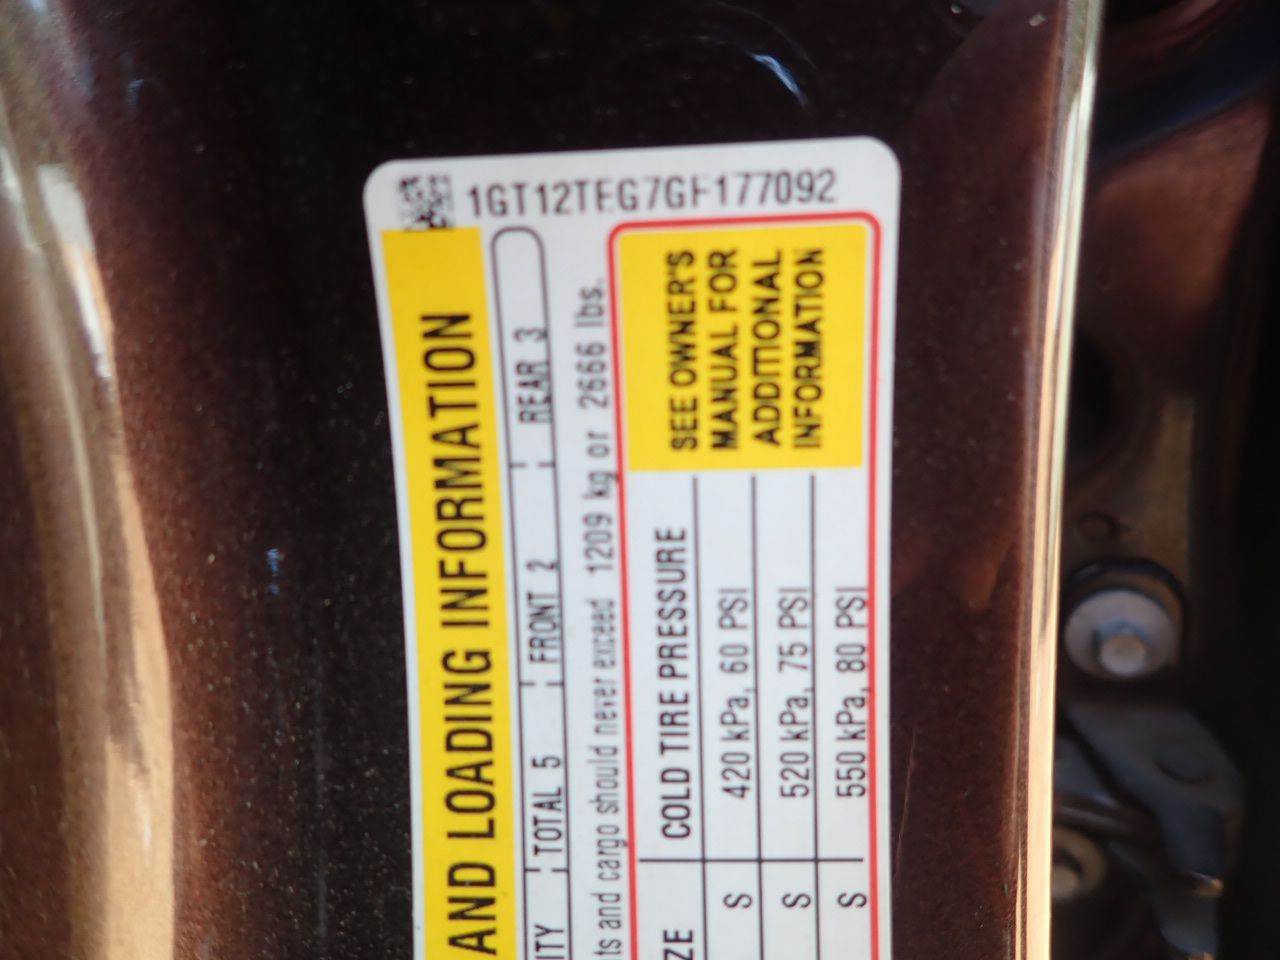 1GT12TEG7GF177092
AND LOADING INFORMATION
ITY TOTAL 5 FRONT 2 REAR 3
ts and cargo should never exceed 1209 kg or 2666 lbs.
ZE COLD TIRE PRESSURE
S 420 kPa, 60 PSI
S 520 kPa, 75 PSI
S 550 kPa, 80 PSI
SEE OWNER'S
MANUAL FOR
ADDITIONAL
INFORMATION